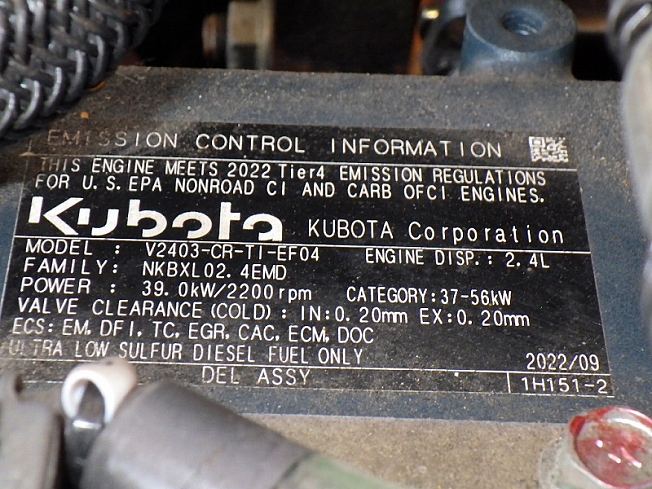 EMISSION CONTROL INFORMATION
THIS ENGINE MEETS 2022 Tier4 EMISSION REGULATIONS
FOR U.S. EPA NONROAD CI AND CARB OFCI ENGINES.
Kubota KUBOTA Corporation
MODEL : V2403-CR-TI-EF04 ENGINE DISP.: 2.4L
FAMILY: NKBXL02.4EMD
POWER : 39.0kW/2200rpm CATEGORY:37-56kW
VALVE CLEARANCE (COLD) : IN:0.20mm EX:0.20mm
ECS: EM, DFI, TC, EGR, CAC, ECM, DOC
ULTRA LOW SULFUR DIESEL FUEL ONLY 2022/09
DEL ASSY 1H151-2